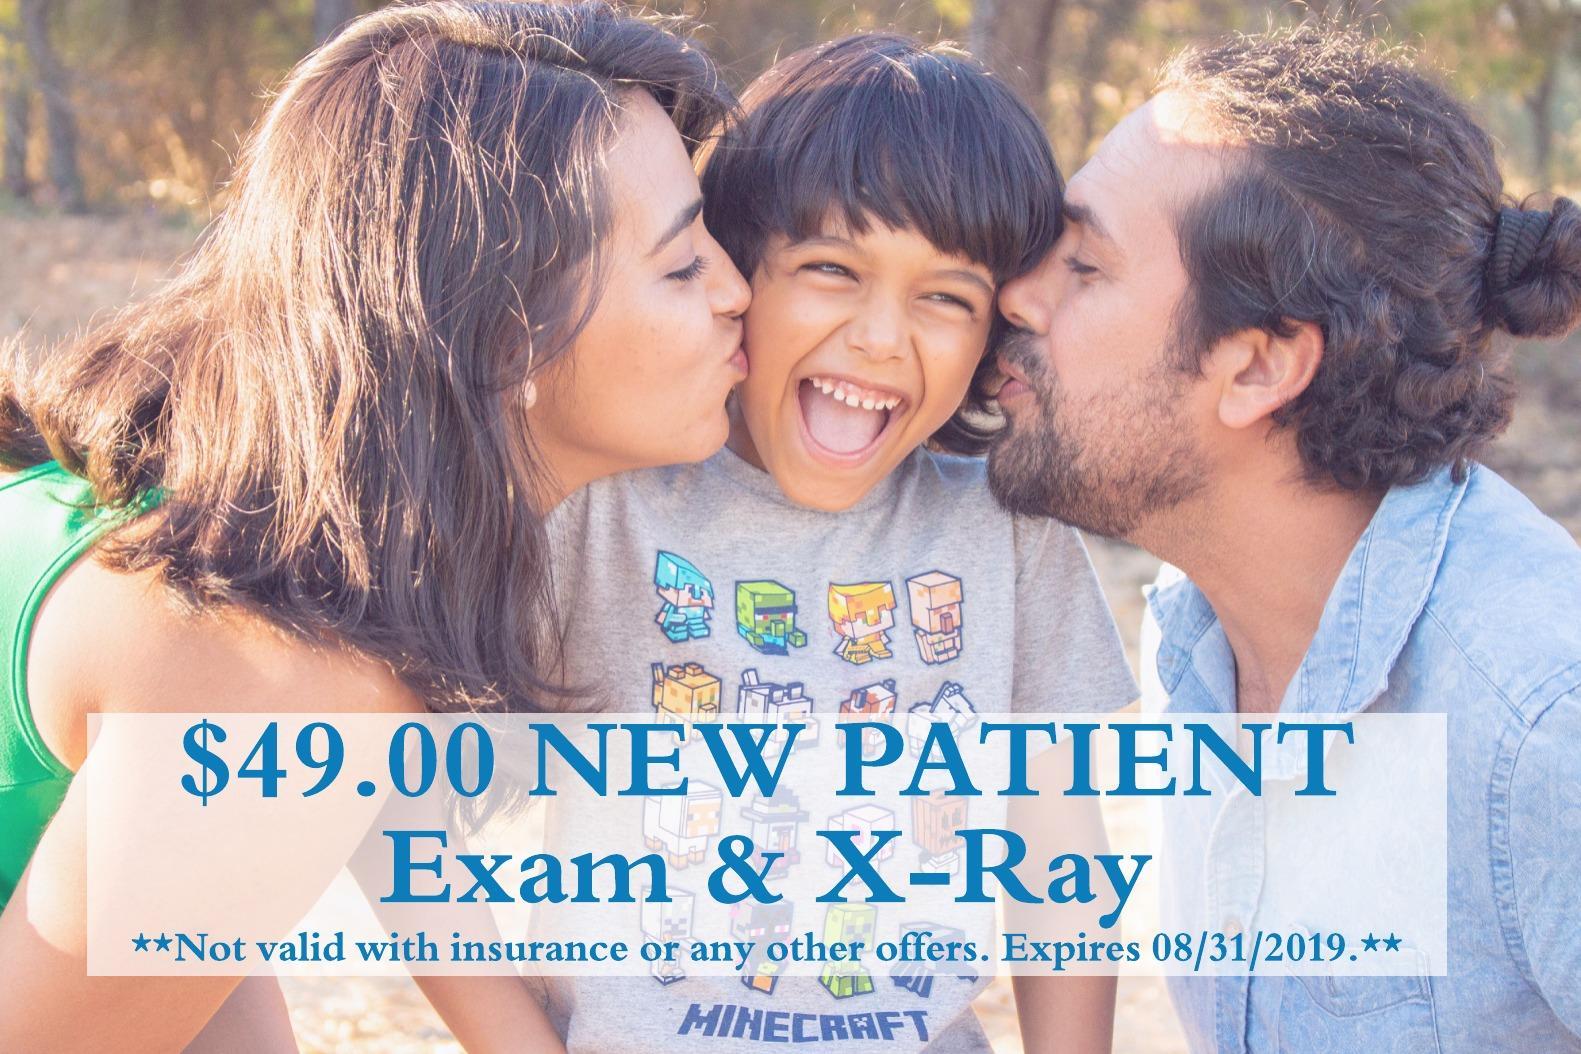 $49.00 NEW PATIENT
Exam & X-Ray
**Not valid with insurance or any other offers. Expires 08/31/2019.**
MINECRAFT